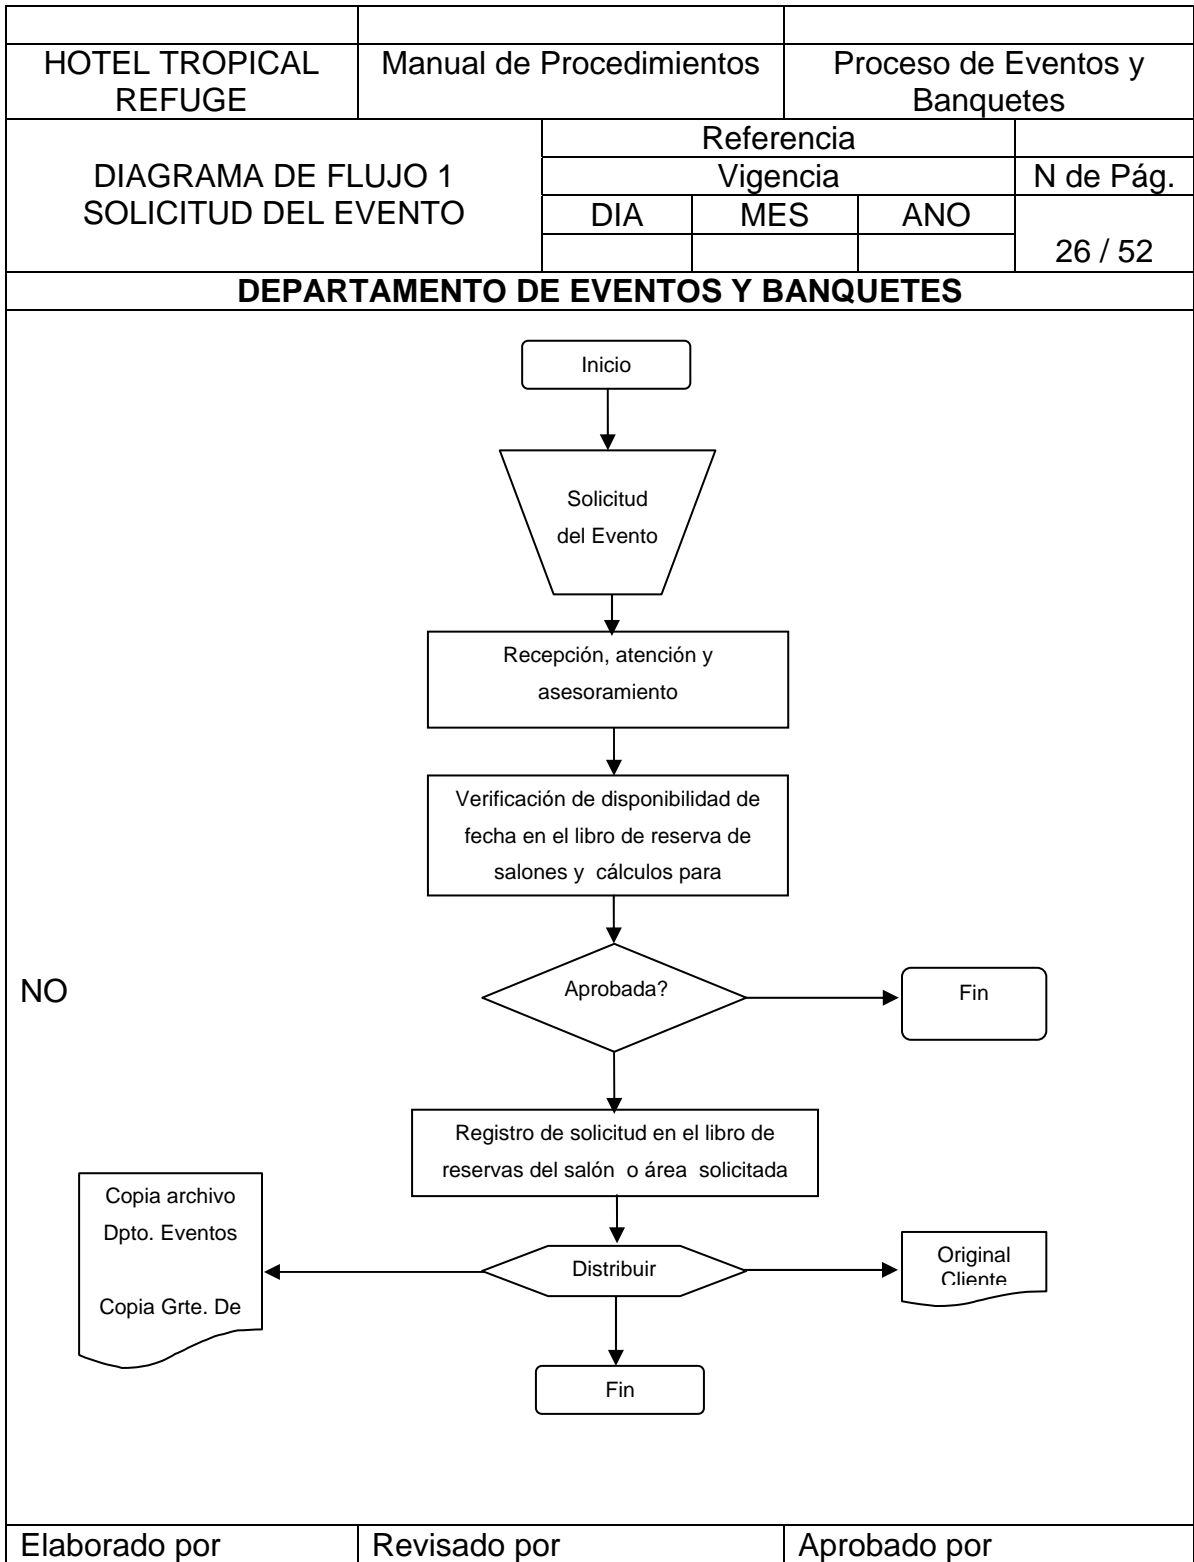 HOTEL TROPICAL
REFUGE
Manual de Procedimientos
Proceso de Eventos y
Banquetes
DIAGRAMA DE FLUJO 1
SOLICITUD DEL EVENTO
Referencia
Vigencia
N de Pág.
DIA
MES
ANO
26 / 52
DEPARTAMENTO DE EVENTOS Y BANQUETES
Inicio
Solicitud
del Evento
Recepción, atención y
asesoramiento
Verificación de disponibilidad de
fecha en el libro de reserva de
salones y cálculos para
NO
Aprobada?
Fin
Registro de solicitud en el libro de
reservas del salón o área solicitada
Copia archivo
Dpto. Eventos
Copia Grte. De
Distribuir
Original
Cliente
Fin
Elaborado por
Revisado por
Aprobado por